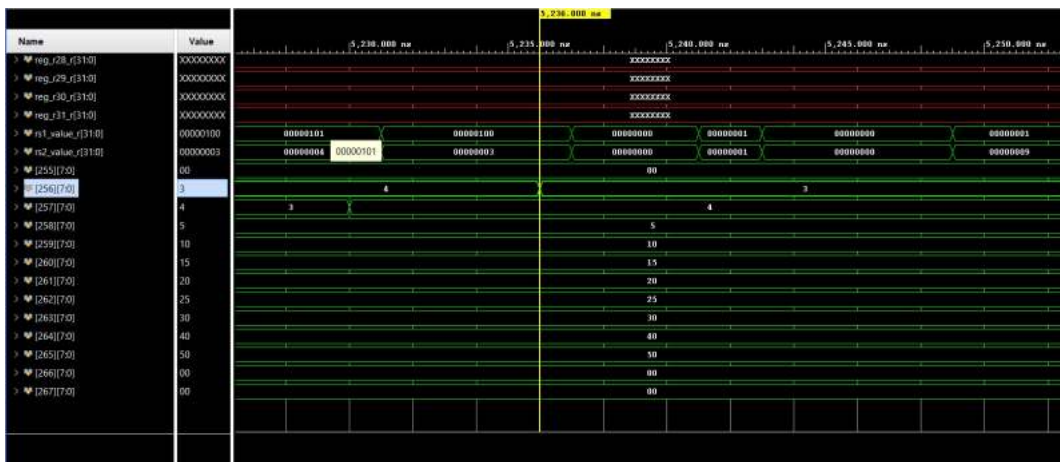 5,236.000 ns
Name Value 5,230.000 ns 5,235.000 ns 5,240.000 ns 5,245.000 ns 5,250.000 ns
reg_r28_r[31:0] XXXXXXXX XXXXXXXX
reg_r29_r[31:0] XXXXXXXX XXXXXXXX
reg_r30_r[31:0] XXXXXXXX XXXXXXXX
reg_r31_r[31:0] XXXXXXXX XXXXXXXX
rs1_value_r[31:0] 00000100 00000101 00000100 00000000 00000001 00000000 00000001
rs2_value_r[31:0] 00000003 00000004 00000101 00000003 00000000 00000001 00000000 00000009
[255][7:0] 00 00
[256][7:0] 3 4 3
[257][7:0] 4 3 4
[258][7:0] 5 5
[259][7:0] 10 10
[260][7:0] 15 15
[261][7:0] 20 20
[262][7:0] 25 25
[263][7:0] 30 30
[264][7:0] 40 40
[265][7:0] 50 50
[266][7:0] 00 00
[267][7:0] 00 00